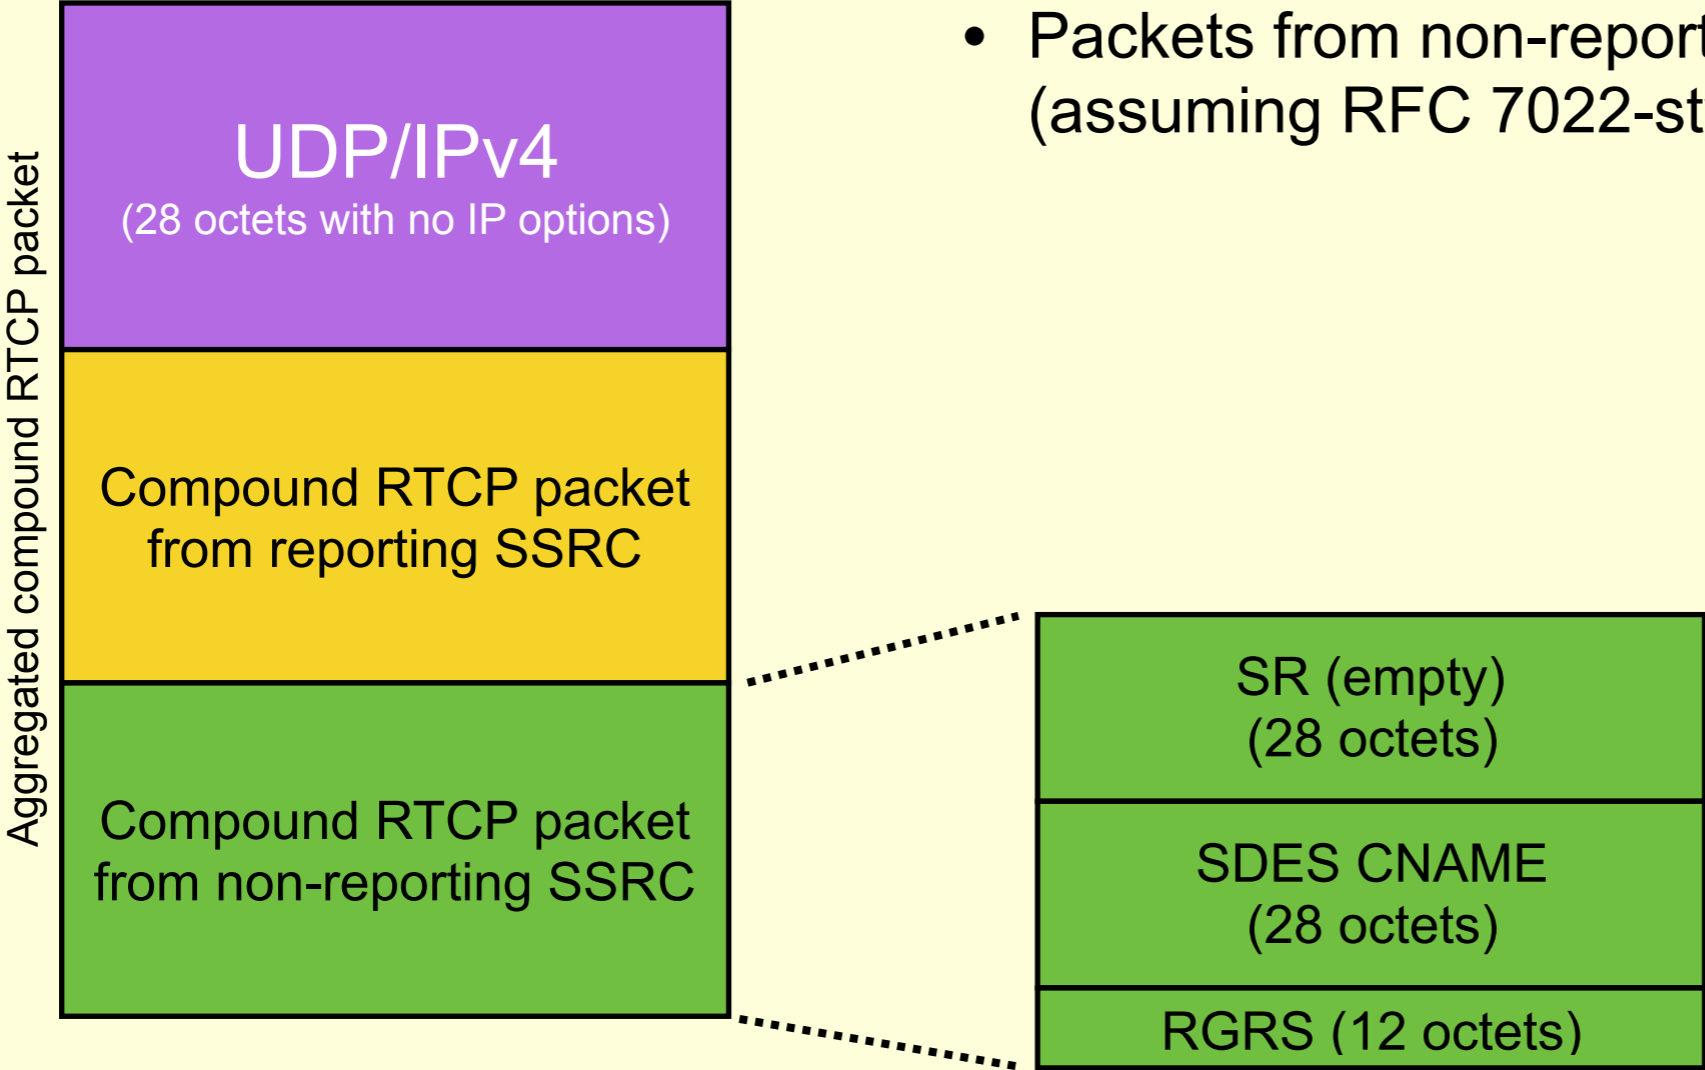 Aggregated compound RTCP packet
UDP/IPv4
(28 octets with no IP options)
Compound RTCP packet
from reporting SSRC
Compound RTCP packet
from non-reporting SSRC
• Packets from non-report
(assuming RFC 7022-st
SR (empty)
(28 octets)
SDES CNAME
(28 octets)
RGRS (12 octets)